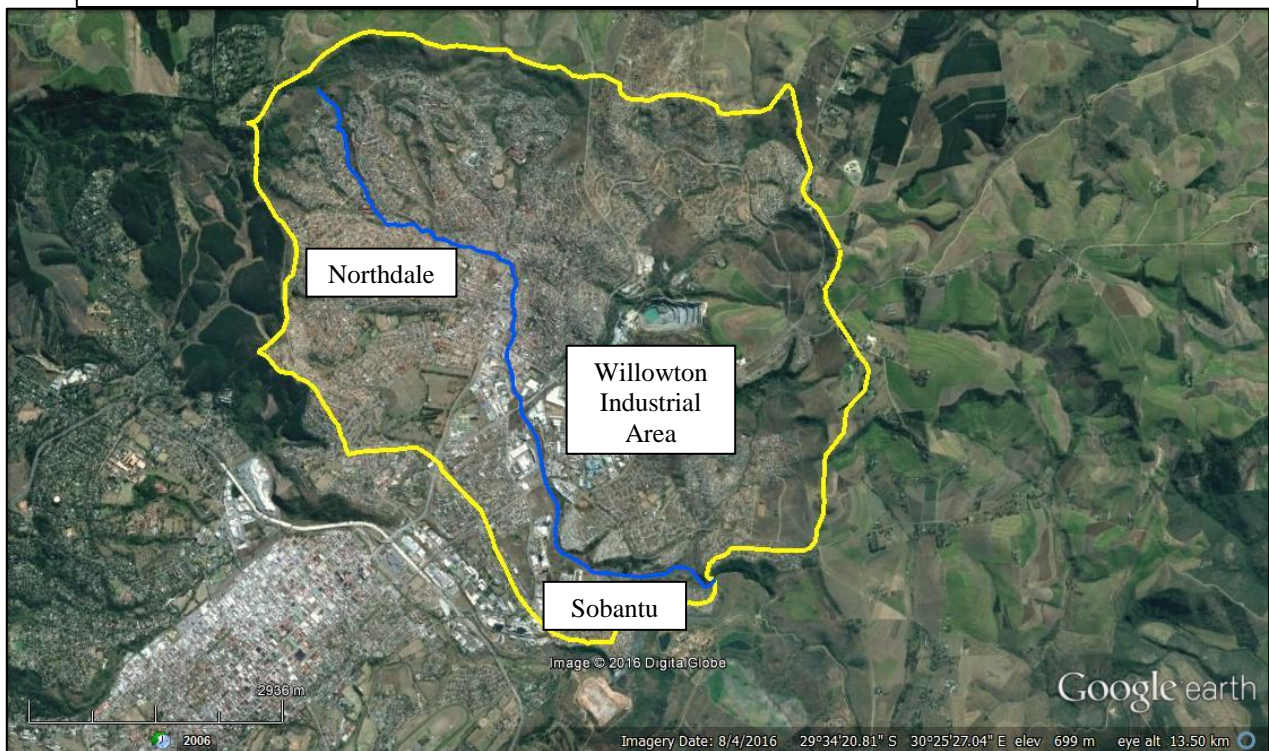 Northdale
Willowton
Industrial
Area
Sobantu
Image © 2016 DigitalGlobe
2936 m
Google earth
2006
Imagery Date: 8/4/2016 29°34'20.81" S 30°25'27.04" E elev 699 m eye alt 13.50 km